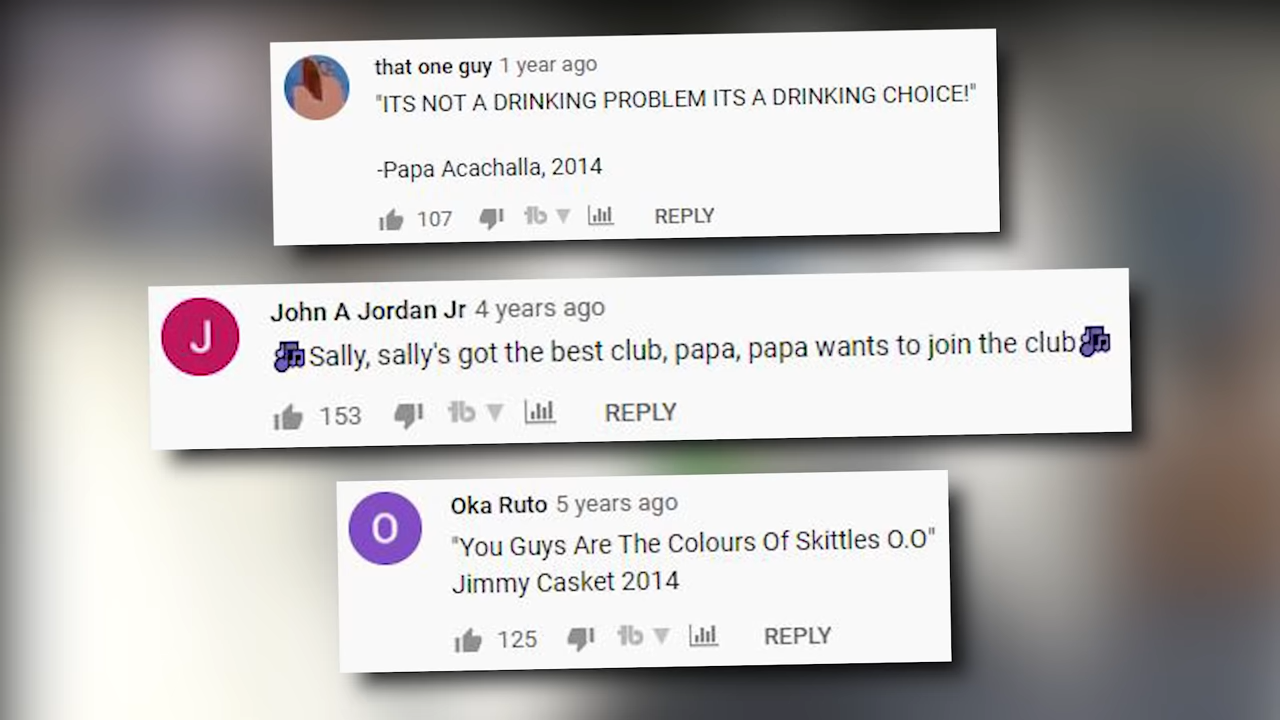 that one guy 1 year ago
"ITS NOT A DRINKING PROBLEM ITS A DRINKING CHOICE!"
-Papa Acachalla, 2014
107 REPLY
John A Jordan Jr 4 years ago
🎶Sally, sally's got the best club, papa, papa wants to join the club🎶
153 REPLY
J
Oka Ruto 5 years ago
"You Guys Are The Colours Of Skittles O.O"
Jimmy Casket 2014
125 REPLY
O